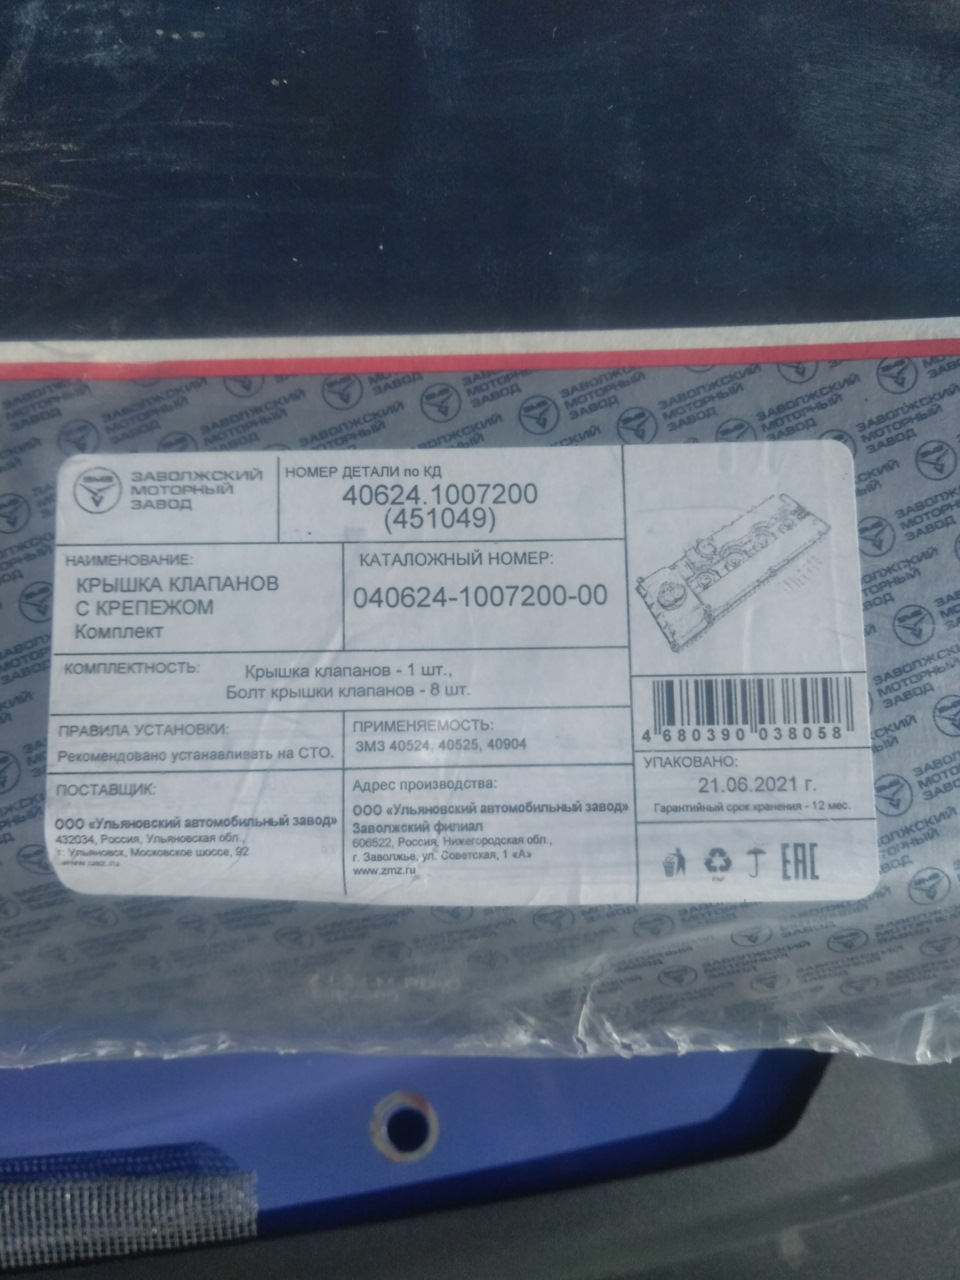 ЗАВОЛЖСКИЙ
МОТОРНЫЙ
ЗАВОД
НОМЕР ДЕТАЛИ по КД
40624.1007200
(451049)
НАИМЕНОВАНИЕ:
КРЫШКА КЛАПАНОВ
С КРЕПЕЖОМ
Комплект
КАТАЛОЖНЫЙ НОМЕР:
040624-1007200-00
КОМПЛЕКТНОСТЬ: Крышка клапанов - 1 шт.,
Болт крышки клапанов - 8 шт.
ПРАВИЛА УСТАНОВКИ:
Рекомендовано устанавливать на СТО.
ПРИМЕНЯЕМОСТЬ:
ЗМЗ 40524, 40525, 40904
4 680390 038058
УПАКОВАНО:
21.06.2021 г.
Гарантийный срок хранения - 12 мес.
ПОСТАВЩИК:
ООО «Ульяновский автомобильный завод»
432034, Россия, Ульяновская обл.,
г. Ульяновск, Московское шоссе, 92
Адрес производства:
ООО «Ульяновский автомобильный завод»
Заволжский филиал
606522, Россия, Нижегородская обл.,
г. Заволжье, ул. Советская, 1 «А»
www.zmz.ru
EAC